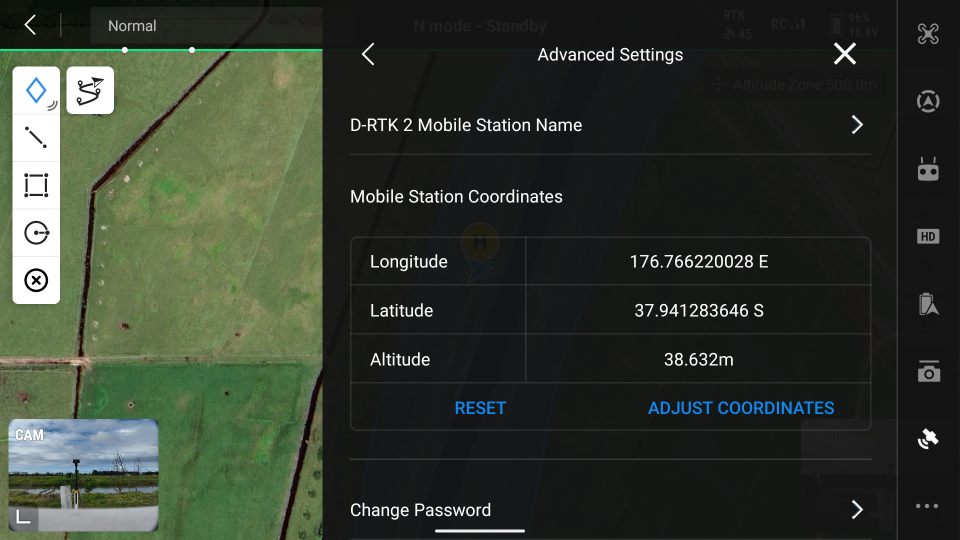 Normal
N mode - Standby
RTK
45
RC
96%
16.8V
Advanced Settings
Altitude Zone 500.0m
D-RTK 2 Mobile Station Name
Mobile Station Coordinates
H
Longitude 176.766220028 E
Latitude 37.941283646 S
Altitude 38.632m
RESET ADJUST COORDINATES
Change Password
HD
CAM
L